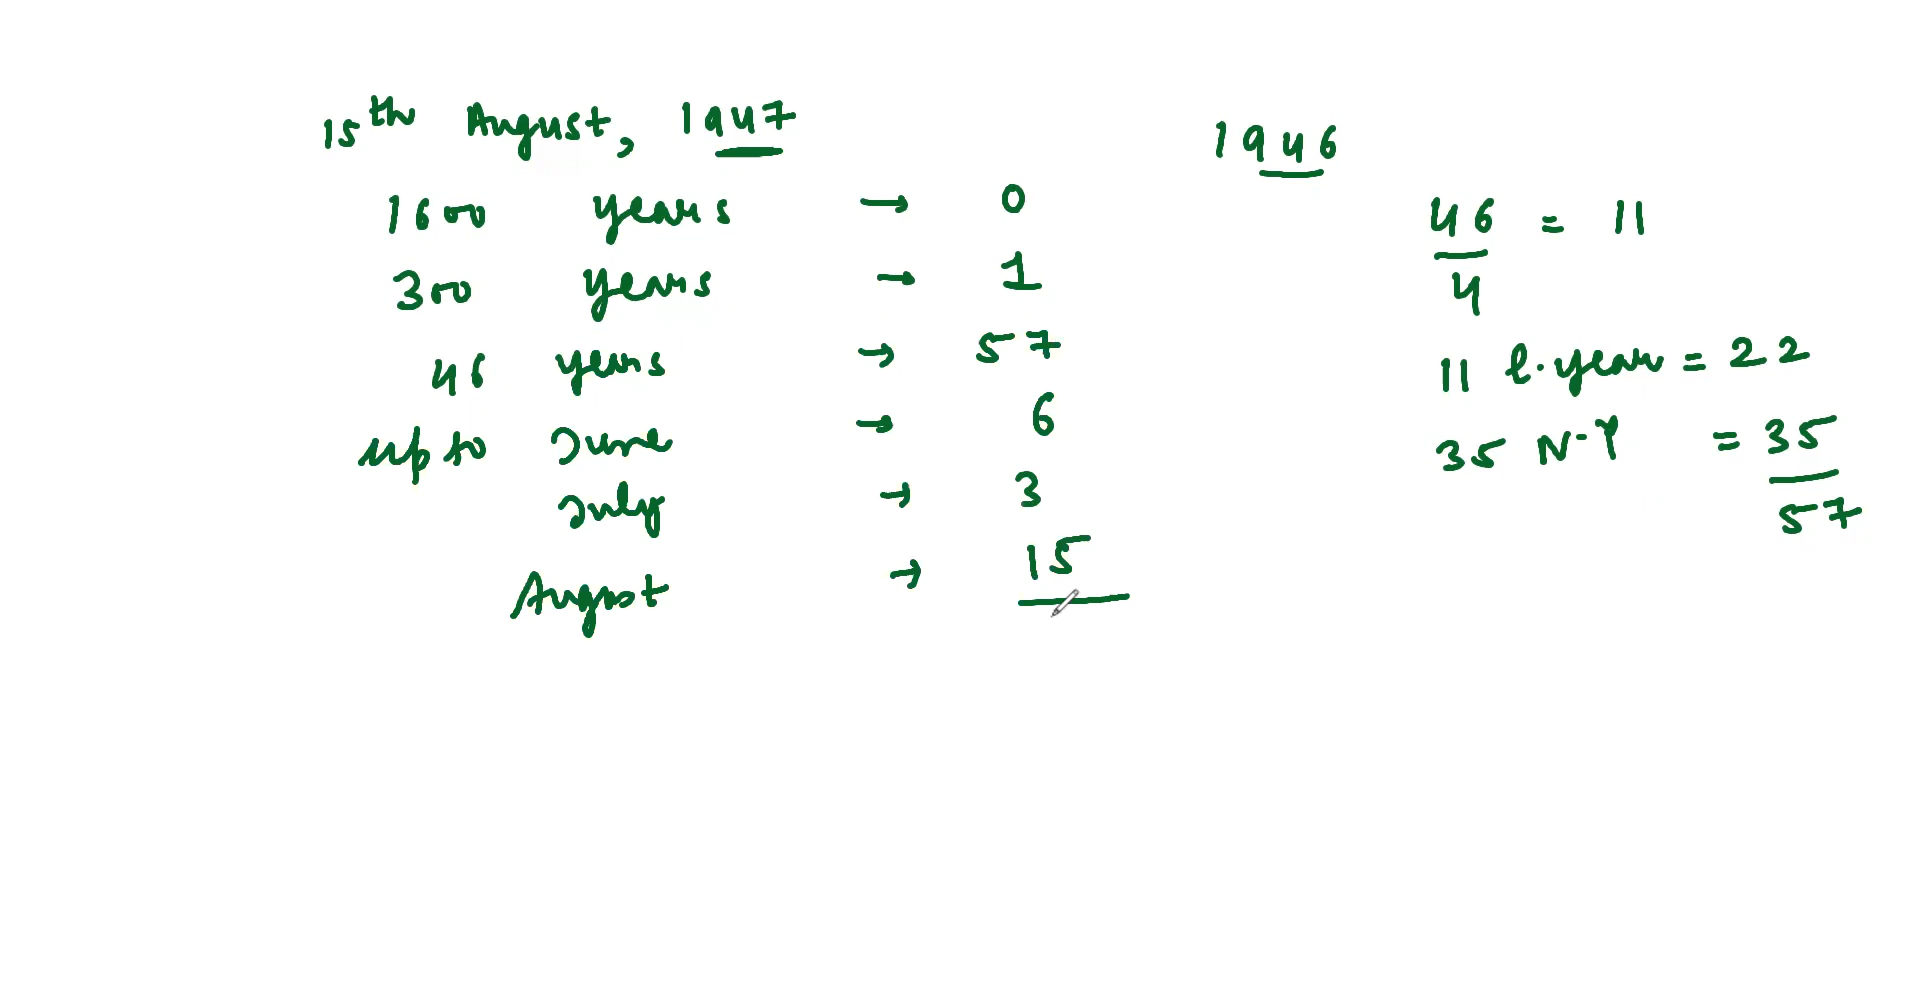 15th August, 1947
1600 years → 0
300 years → 1
46 years → 57
up to June → 6
July → 3
August → 15
1946
46 = 11
4
11 l. year = 22
35 N-Y = 35
57